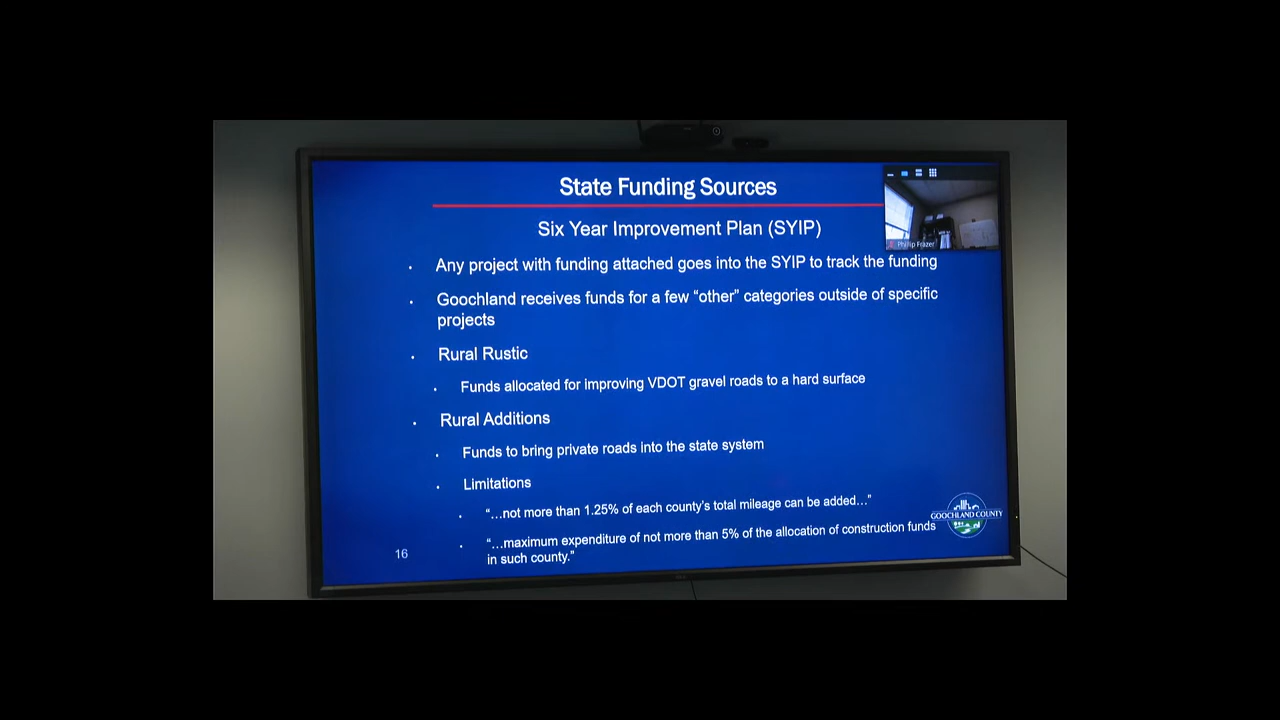 State Funding Sources
Six Year Improvement Plan (SYIP)
Phillip Frazer
· Any project with funding attached goes into the SYIP to track the funding
· Goochland receives funds for a few “other” categories outside of specific
projects
· Rural Rustic
· Funds allocated for improving VDOT gravel roads to a hard surface
· Rural Additions
· Funds to bring private roads into the state system
· Limitations
· “…not more than 1.25% of each county’s total mileage can be added…”
· “…maximum expenditure of not more than 5% of the allocation of construction funds
in such county.”
GOOCHLAND COUNTY
16